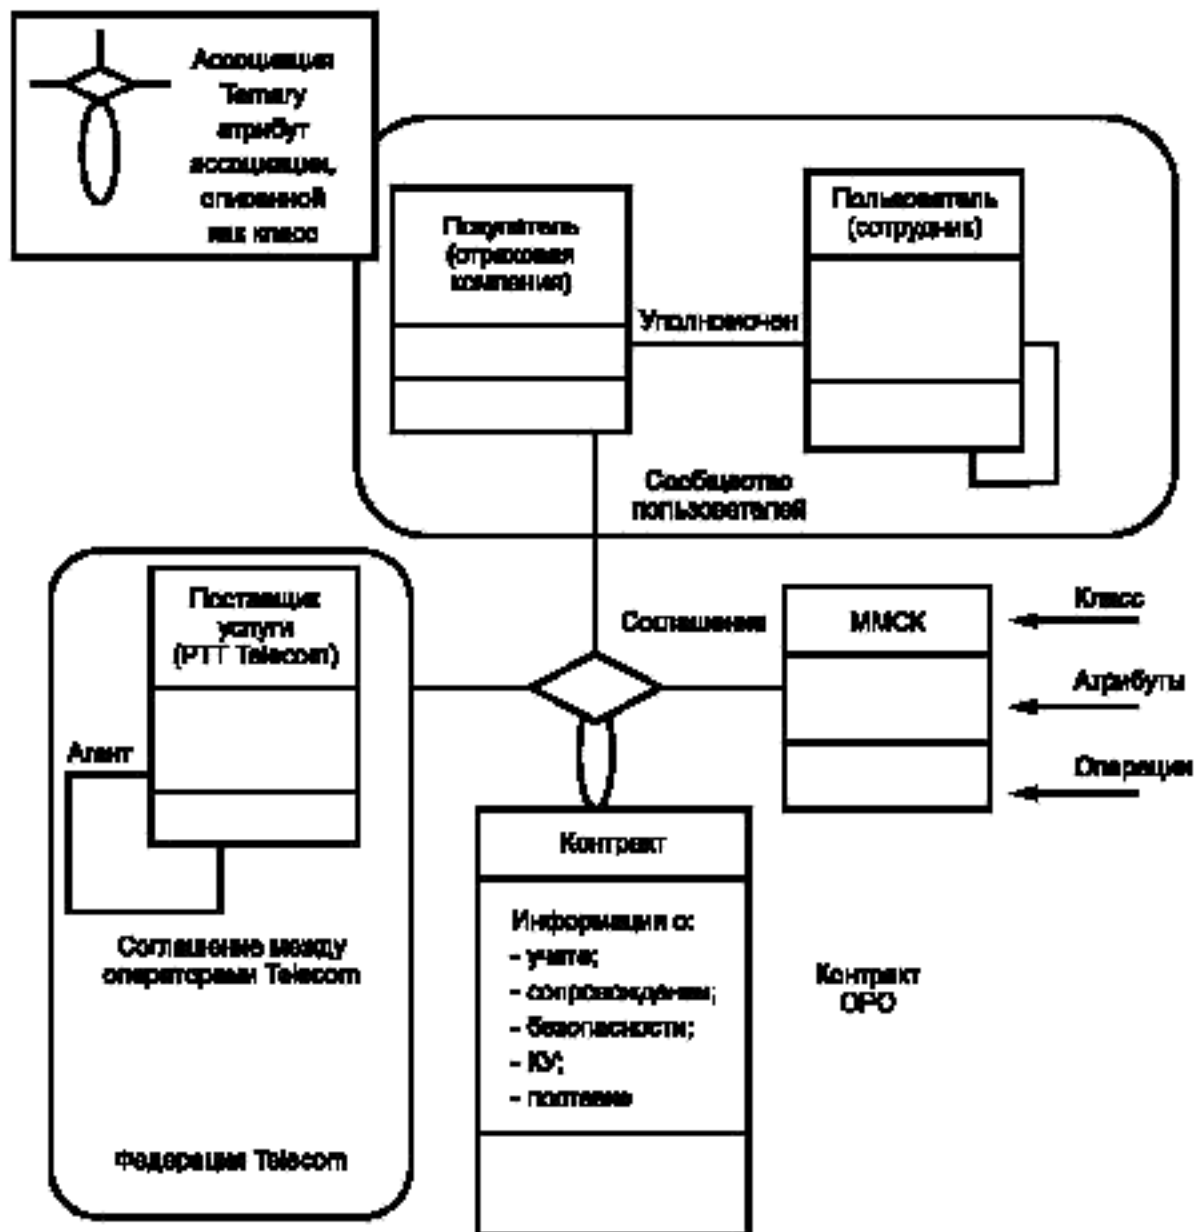 Ассоциация
Ternary
атрибут
ассоциации,
описанной
как класс
Покупатель
(страховая
компания)
Пользователь
(сотрудник)
Уполномочен
Сообщество
пользователей
Поставщик
услуги
(PTT Telecom)
Соглашение
ММСК
Класс
Атрибуты
Операции
Агент
Контракт
Информация о:
- учете;
- сопровождении;
- безопасности;
- КУ;
- поставке
Соглашение между
операторами Telecom
Контракт
ОРО
Федерация Telecom